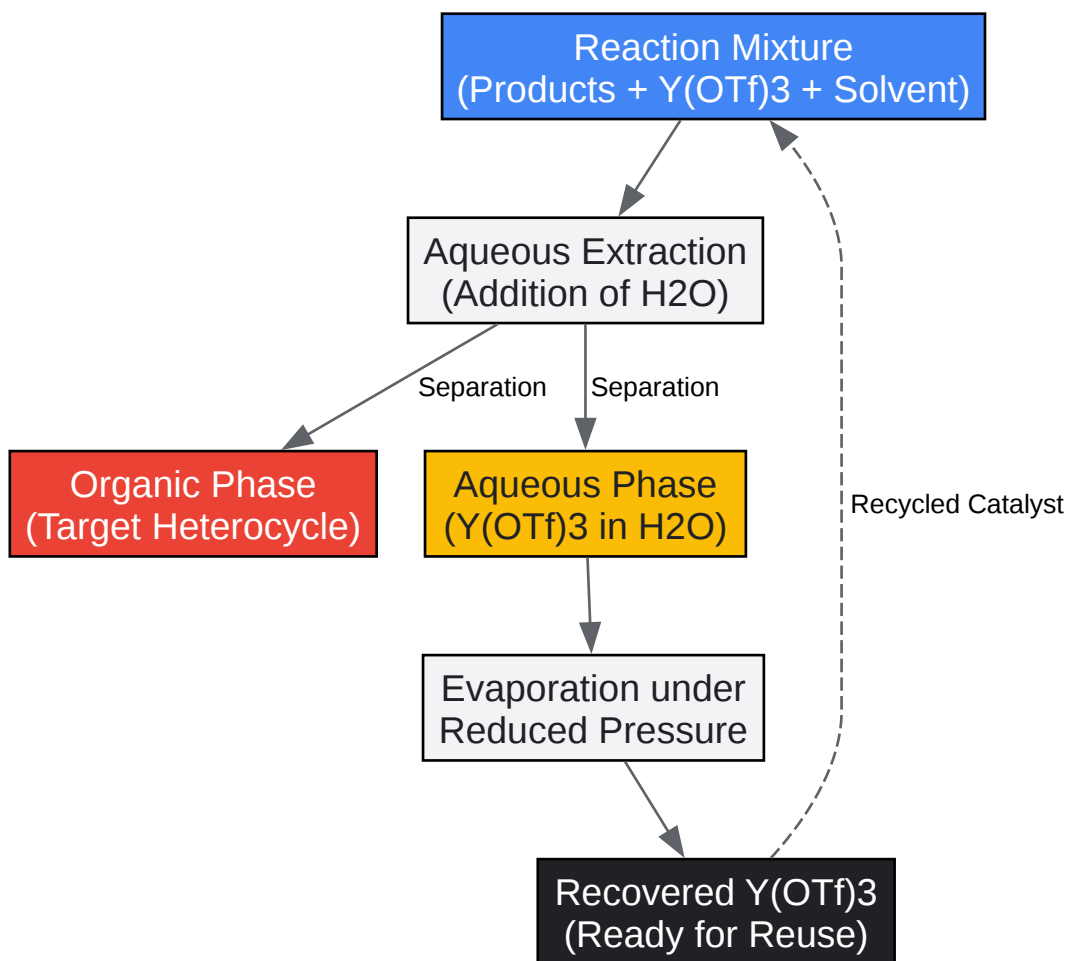 Reaction Mixture
(Products + Y(OTf)3 + Solvent)
Aqueous Extraction
(Addition of H2O)
Separation
Separation
Organic Phase
(Target Heterocycle)
Aqueous Phase
(Y(OTf)3 in H2O)
Recycled Catalyst
Evaporation under
Reduced Pressure
Recovered Y(OTf)3
(Ready for Reuse)